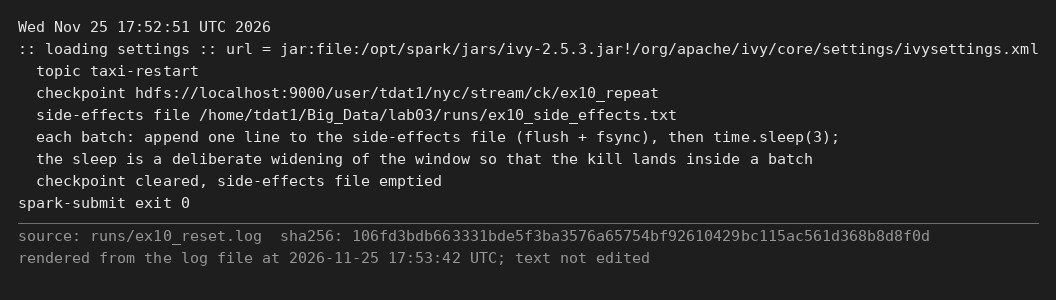 Wed Nov 25 17:52:51 UTC 2026
:: loading settings :: url = jar:file:/opt/spark/jars/ivy-2.5.3.jar!/org/apache/ivy/core/settings/ivysettings.xml
  topic taxi-restart
  checkpoint hdfs://localhost:9000/user/tdat1/nyc/stream/ck/ex10_repeat
  side-effects file /home/tdat1/Big_Data/lab03/runs/ex10_side_effects.txt
  each batch: append one line to the side-effects file (flush + fsync), then time.sleep(3);
  the sleep is a deliberate widening of the window so that the kill lands inside a batch
  checkpoint cleared, side-effects file emptied
spark-submit exit 0
source: runs/ex10_reset.log  sha256: 106fd3bdb663331bde5f3ba3576a65754bf92610429bc115ac561d368b8d8f0d
rendered from the log file at 2026-11-25 17:53:42 UTC; text not edited